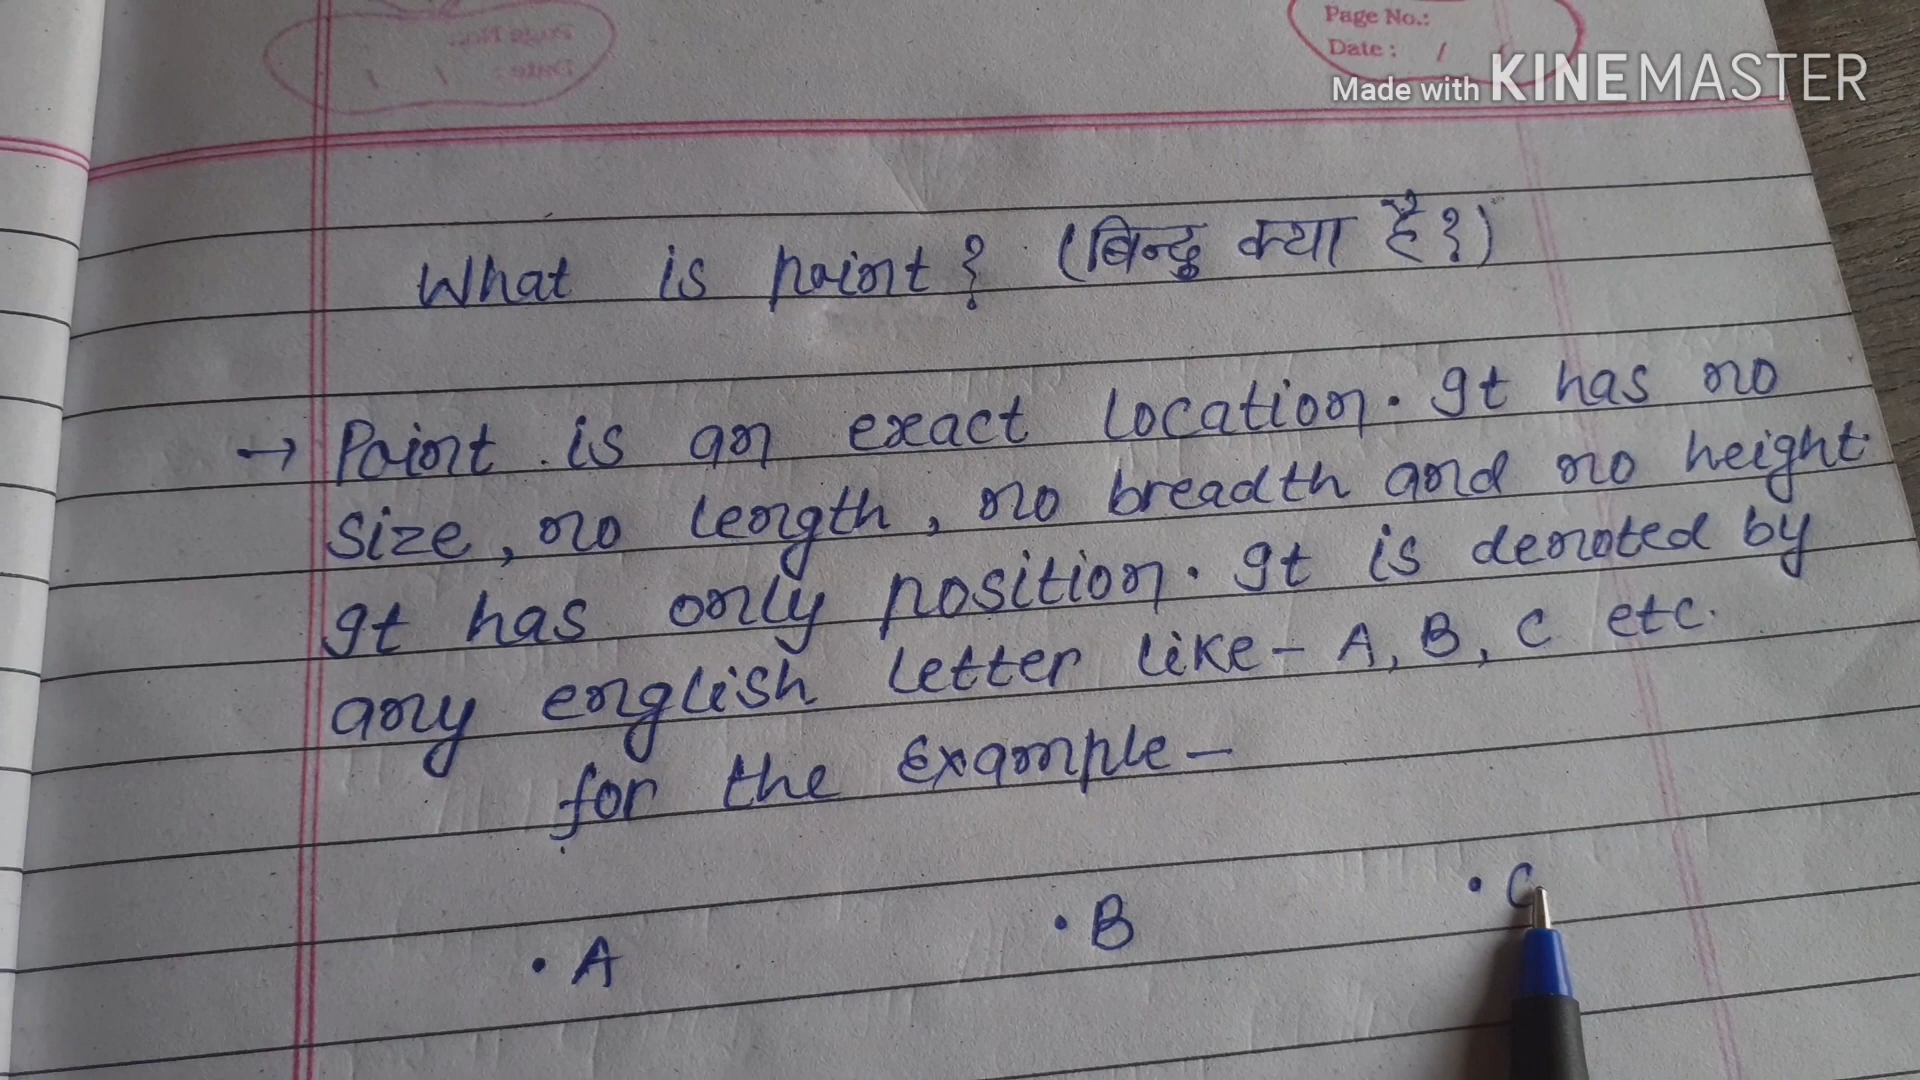 Page No.:
Date : / /
Made with KINEMASTER
What is point? (बिन्दु क्या है?)
→ Point is an exact location. It has no
size, no length, no breadth and no height.
It has only position. It is denoted by
any english letter like - A, B, C etc.
for the example -
• A • B • C